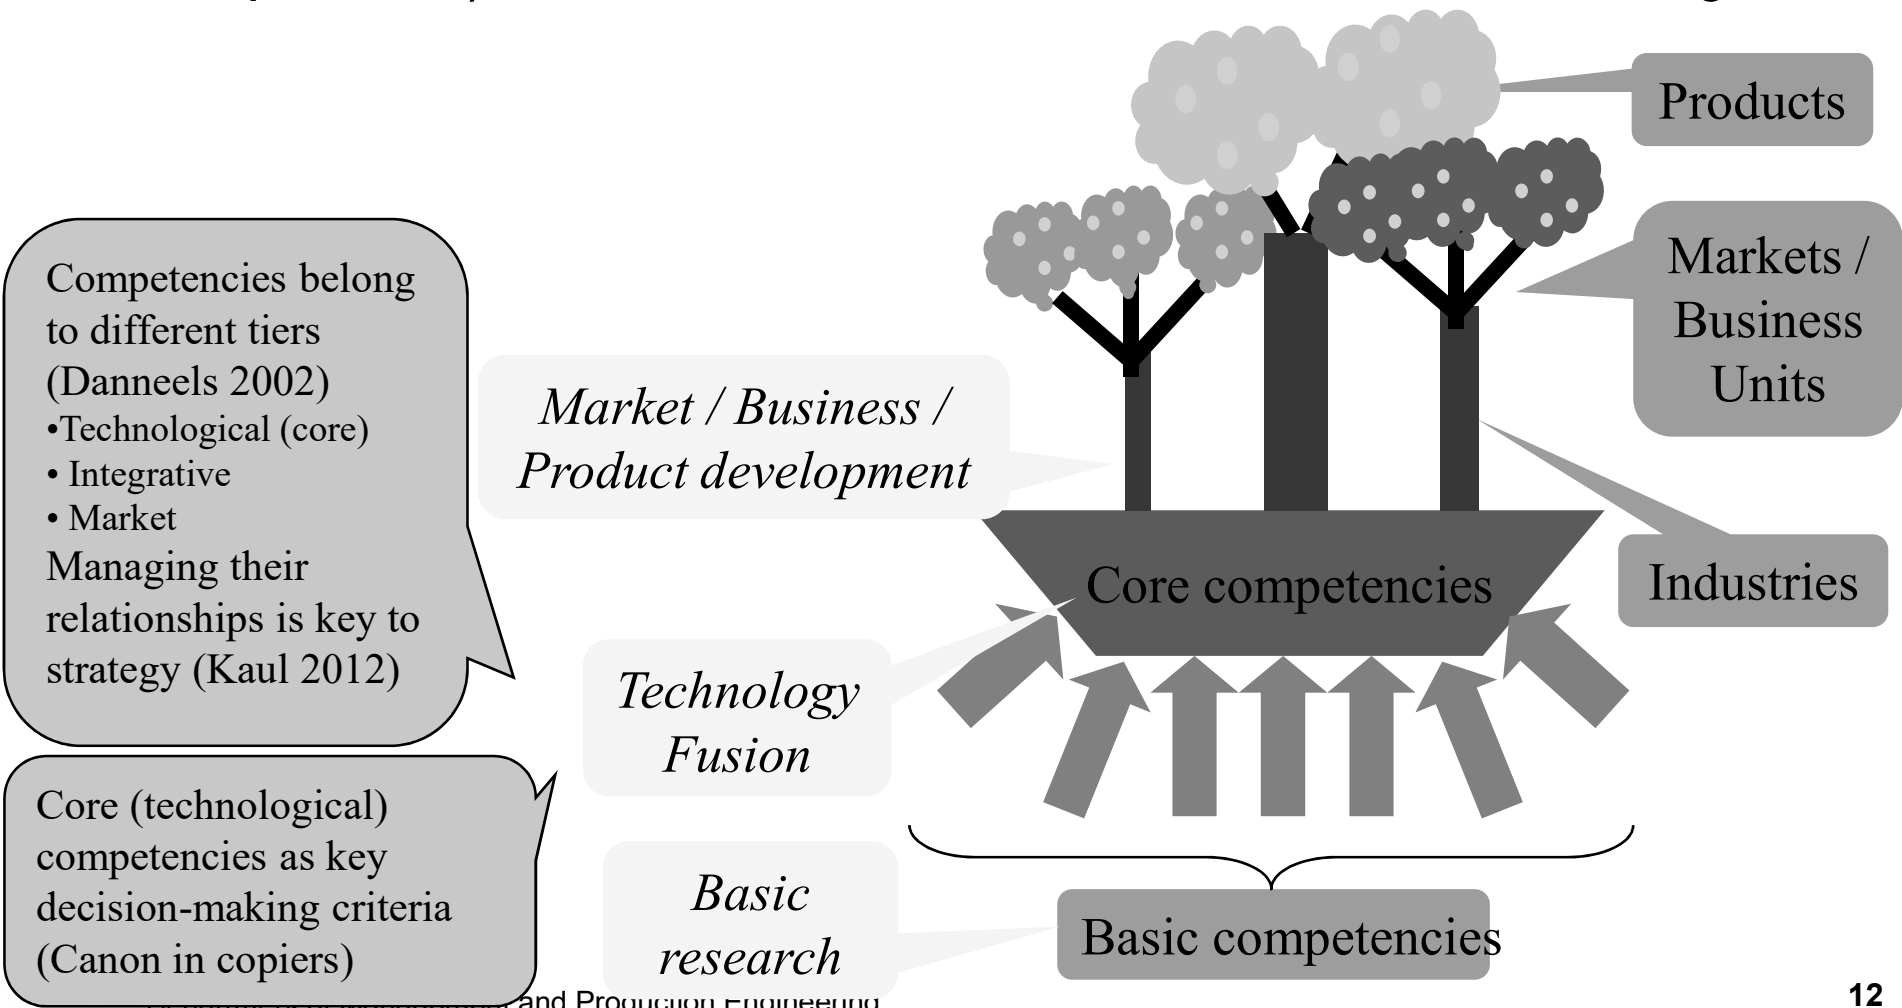 Competencies belong
to different tiers
(Danneels 2002)
•Technological (core)
• Integrative
• Market
Managing their
relationships is key to
strategy (Kaul 2012)
Core (technological)
competencies as key
decision-making criteria
(Canon in copiers)
Market / Business /
Product development
Technology
Fusion
Basic
research
Products
Markets /
Business
Units
Industries
Core competencies
Basic competencies
and Production Engineering
12